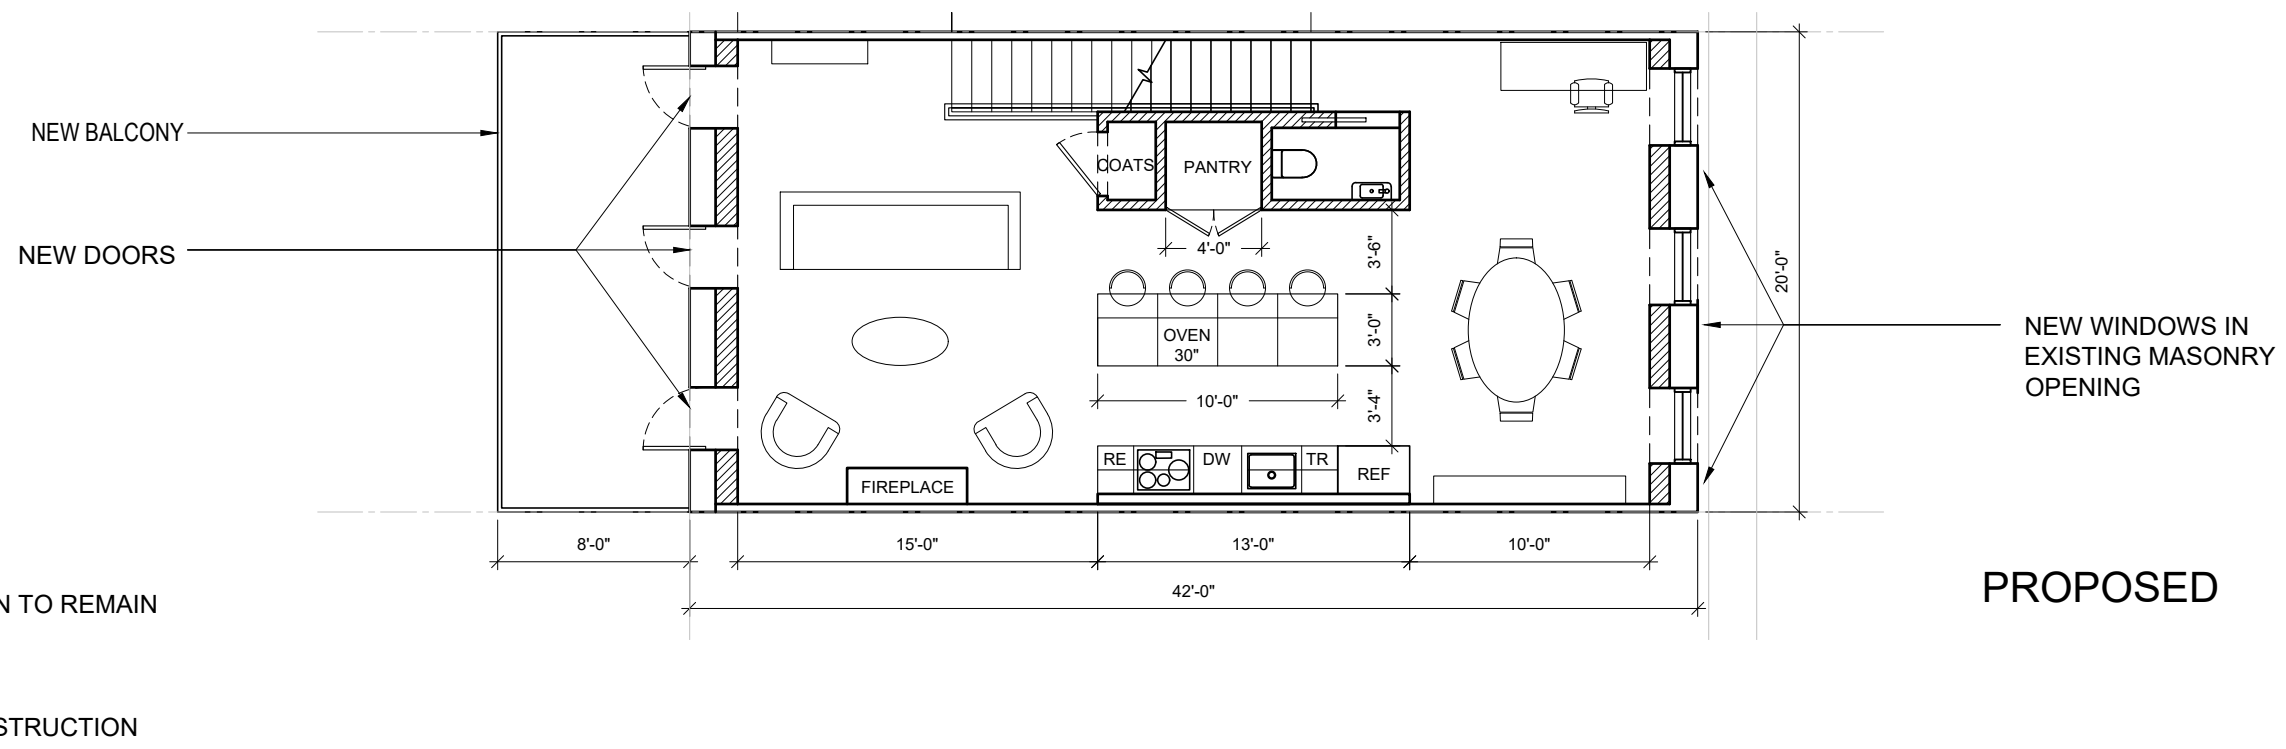 NEW BALCONY
NEW DOORS
COATS
PANTRY
4'-0"
3'-6"
3'-0"
3'-4"
OVEN
30"
10'-0"
20'-0"
NEW WINDOWS IN
EXISTING MASONRY
OPENING
FIREPLACE
RE
DW
TR
REF
8'-0"
15'-0"
13'-0"
10'-0"
42'-0"
PROPOSED
N TO REMAIN
STRUCTION